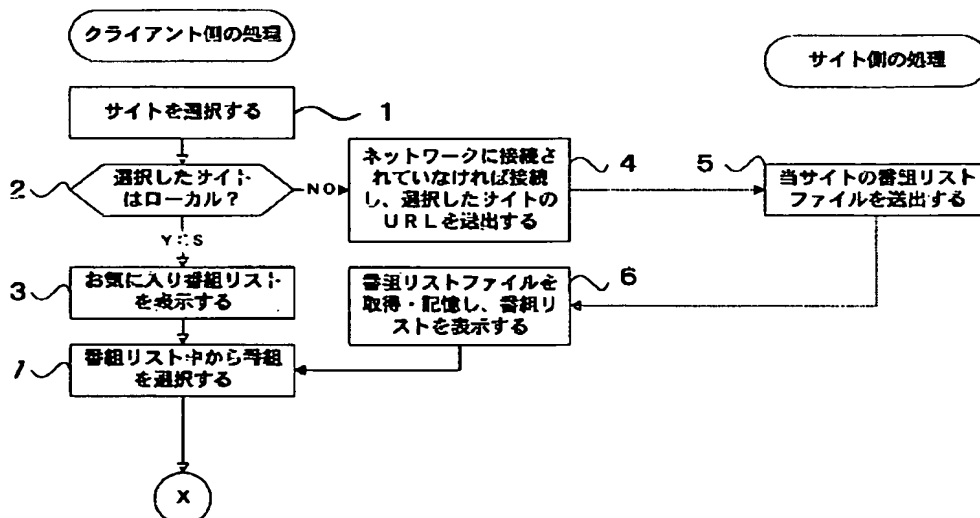 クライアント側の処理
サイト側の処理
サイトを選択する
1
2
選択したサイト
はローカル?
NO
YES
ネットワークに接続さ
れていなければ接続
し、選択したサイトの
URLを送出する
4
5
当サイトの番組リスト
ファイルを送出する
3
お気に入り番組リスト
を表示する
番組リストファイルを
取得・記憶し、番組リ
ストを表示する
6
7
番組リスト中から番組
を選択する
X